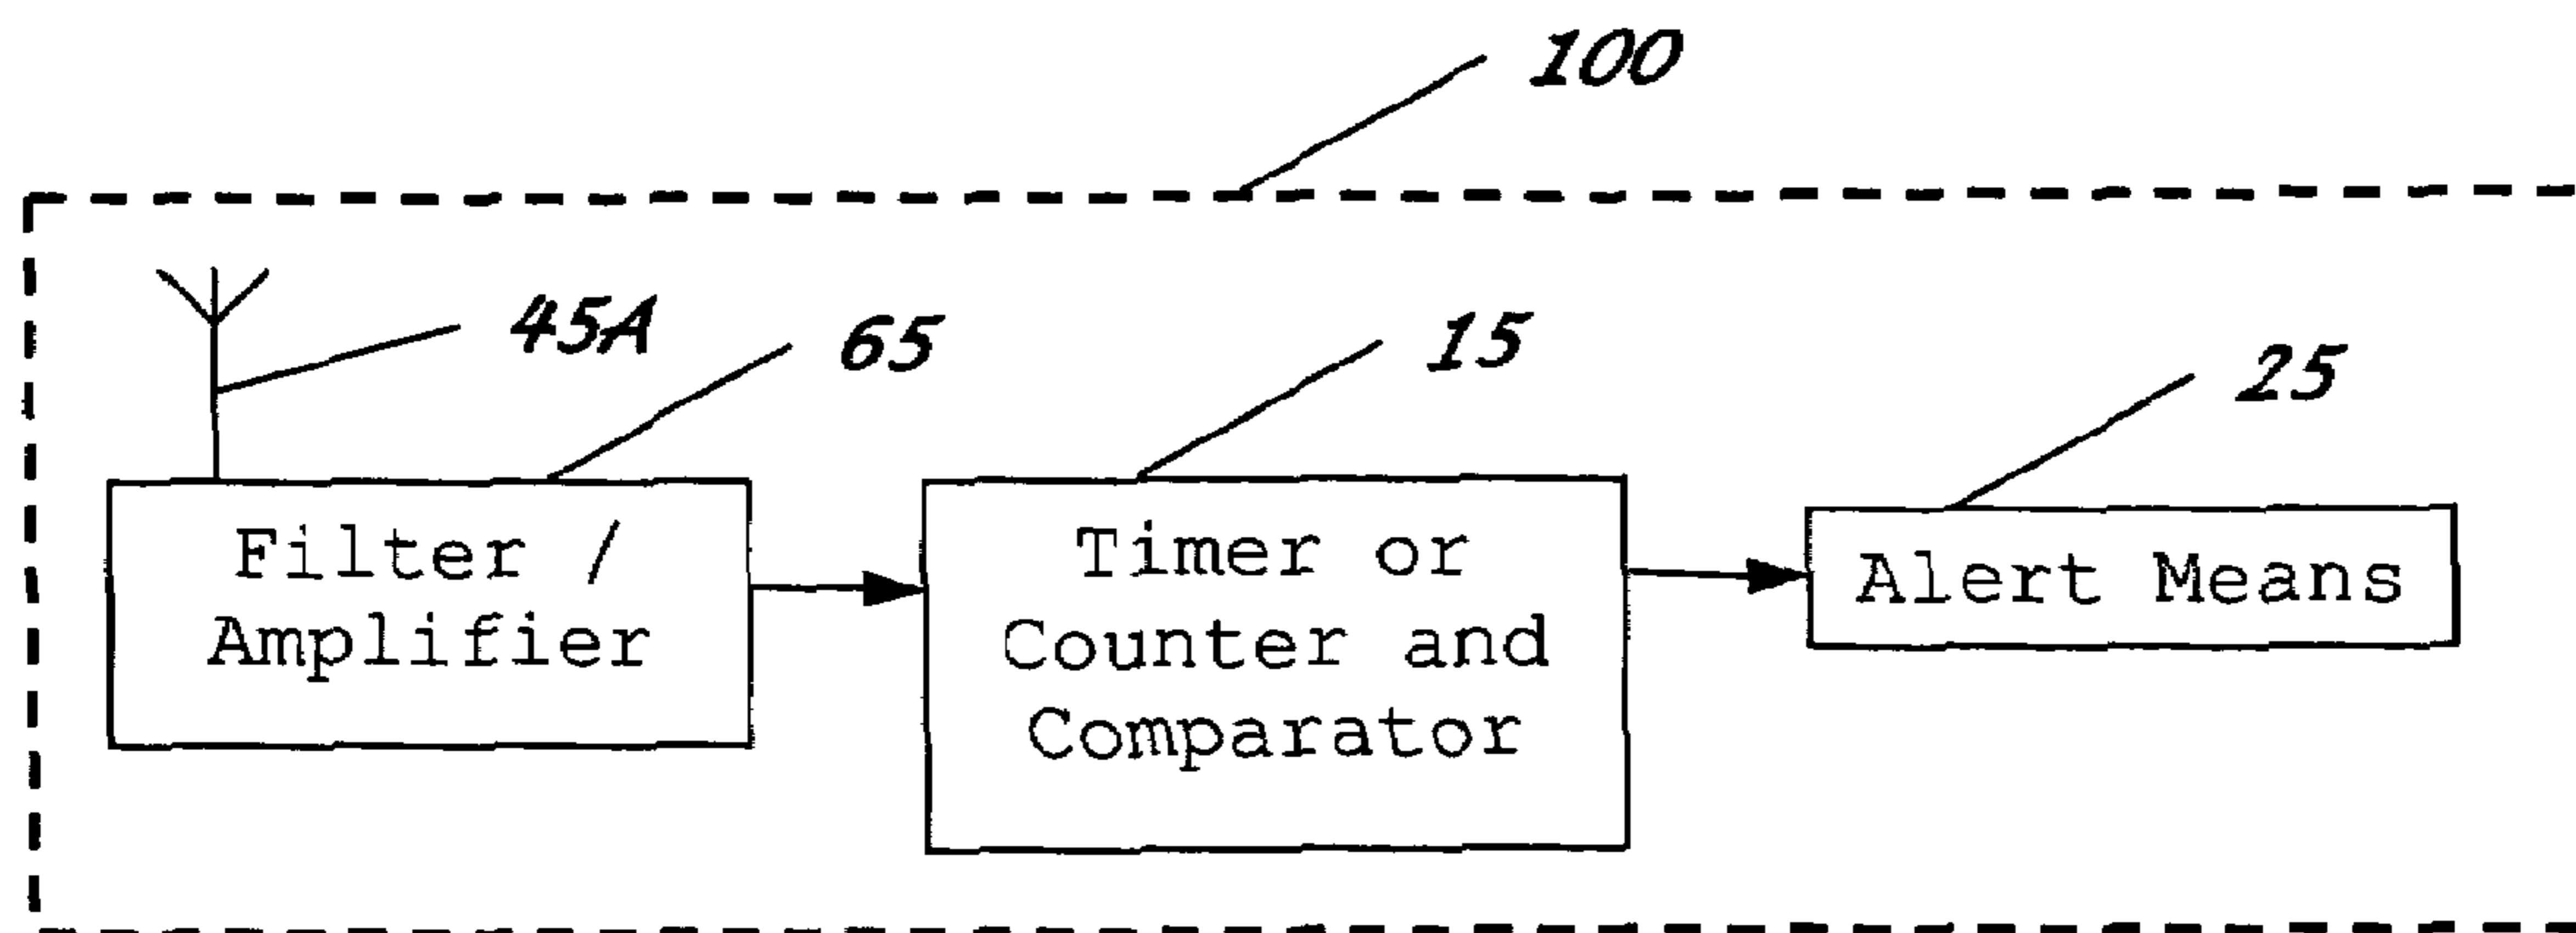 100
45A
65
15
25
Filter /
Amplifier
Timer or
Counter and
Comparator
Alert Means